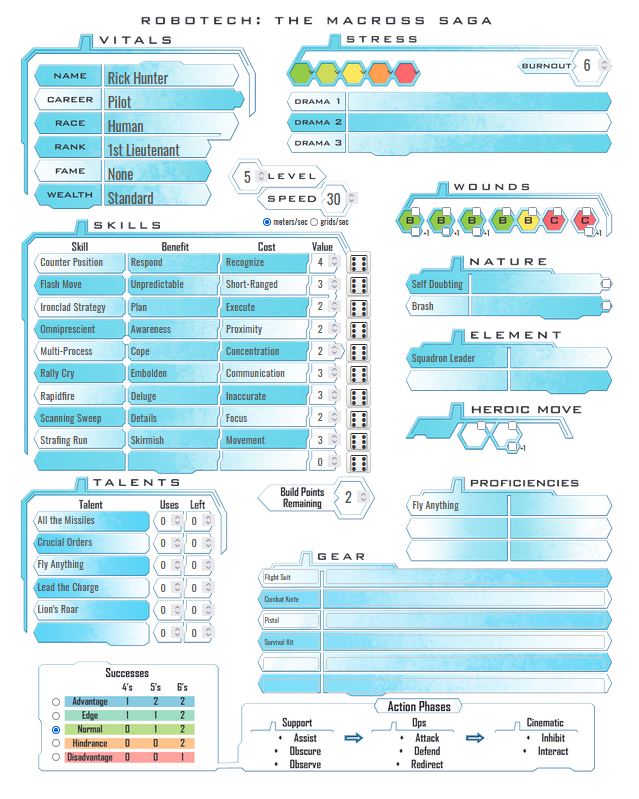 ROBOTECH: THE MACROSS SAGA
VITALS
NAME Rick Hunter
CAREER Pilot
RACE Human
RANK 1st Lieutenant
FAME None
WEALTH Standard
STRESS
BURNOUT 6
DRAMA 1
DRAMA 2
DRAMA 3
5 LEVEL
SPEED 30
meters/sec grids/sec
WOUNDS
B B B B B C C
+1 +1 +1 +1
SKILLS
Skill Benefit Cost Value
Counter Position Respond Recognize 4
Flash Move Unpredictable Short-Ranged 3
Ironclad Strategy Plan Execute 2
Omniprescient Awareness Proximity 2
Multi-Process Cope Concentration 2
Rally Cry Embolden Communication 3
Rapidfire Deluge Inaccurate 3
Scanning Sweep Details Focus 2
Strafing Run Skirmish Movement 3
0
NATURE
Self Doubting
Brash
ELEMENT
Squadron Leader
HEROIC MOVE
+1
TALENTS
Talent Uses Left
All the Missiles 0 0
Crucial Orders 0 0
Fly Anything 0 0
Lead the Charge 0 0
Lion's Roar 0 0
0 0
Build Points
Remaining 2
PROFICIENCIES
Fly Anything
GEAR
Flight Suit
Combat Knife
Pistol
Survival Kit
Successes
4's 5's 6's
Advantage 1 2 2
Edge 1 1 2
Normal 0 1 2
Hindrance 0 0 2
Disadvantage 0 0 1
Action Phases
Support
♦ Assist
♦ Obscure
♦ Observe
Ops
♦ Attack
♦ Defend
♦ Redirect
Cinematic
♦ Inhibit
♦ Interact